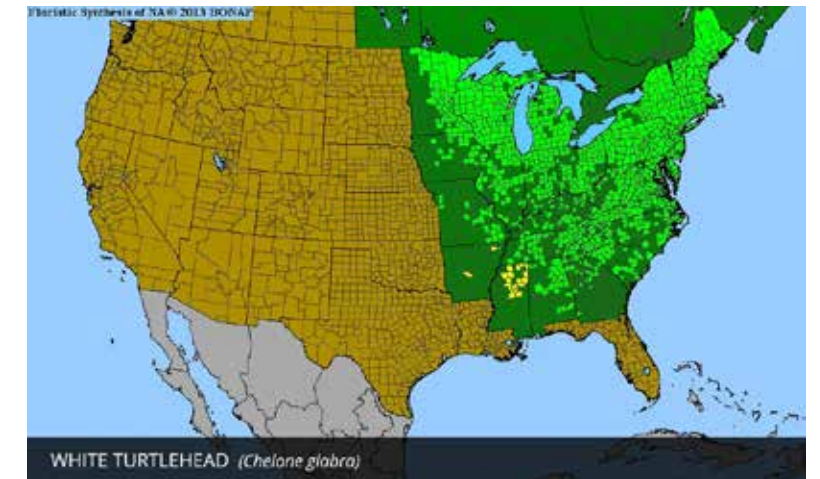 Floristic Synthesis of NA © 2013 BONAP
WHITE TURTLEHEAD (Chelone glabra)